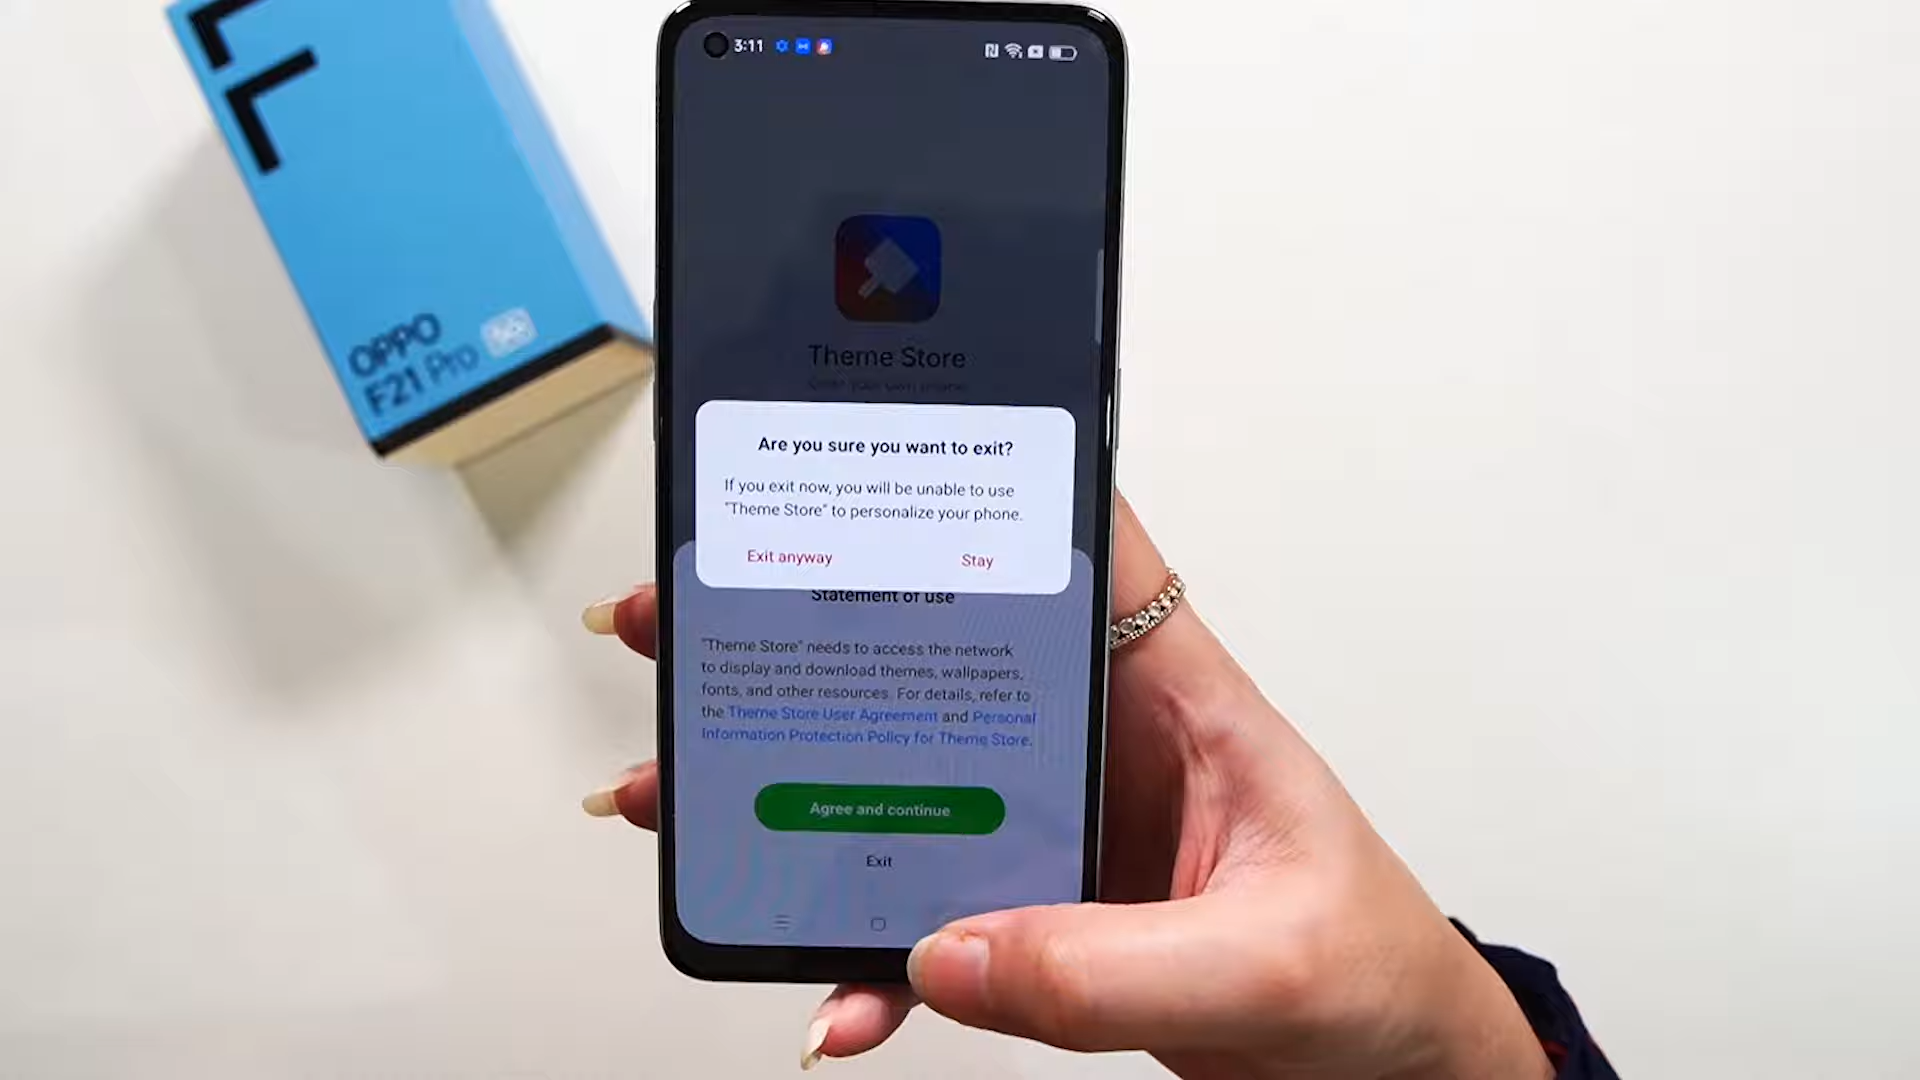 OPPO
F21 Pro 5G
3:11
Theme Store
Are you sure you want to exit?
If you exit now, you will be unable to use
"Theme Store" to personalize your phone.
Exit anyway
Stay
Statement of use
"Theme Store" needs to access the network
to display and download themes, wallpapers,
fonts, and other resources. For details, refer to
the Theme Store User Agreement and Personal
Information Protection Policy for Theme Store.
Agree and continue
Exit